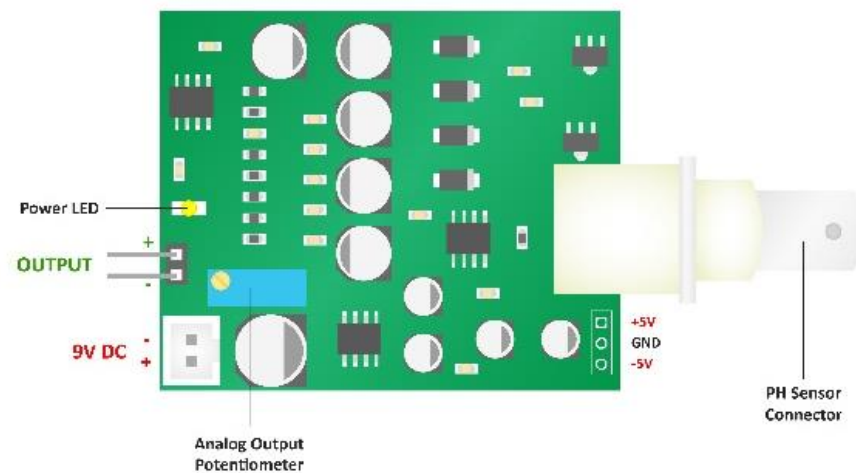 Power LED
+
OUTPUT
-
9V DC
-
+
Analog Output
Potentiometer
+5V
GND
-5V
PH Sensor
Connector